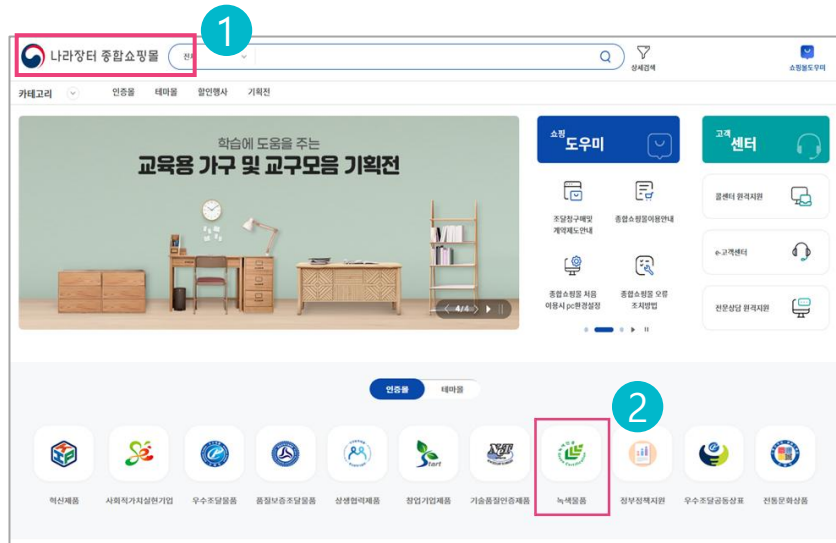 1
나라장터 종합쇼핑몰
상세검색
쇼핑몰도우미
카테고리 인증몰 테마몰 할인행사 기획전
학습에 도움을 주는
교육용 가구 및 교구모음 기획전
4/4
쇼핑도우미
조달청구매및
계약제도안내
종합쇼핑몰이용안내
종합쇼핑몰 처음
이용시 pc환경설정
종합쇼핑몰 오류
조치방법
고객센터
콜센터 원격지원
e-고객센터
전문상담 원격지원
인증몰 테마몰
2
Start
혁신제품 사회적가치실현기업 우수조달물품 품질보증조달물품 상생협력제품 창업기업제품 기술품질인증제품 녹색물품 정부정책지원 우수조달공동상표 전통문화상품